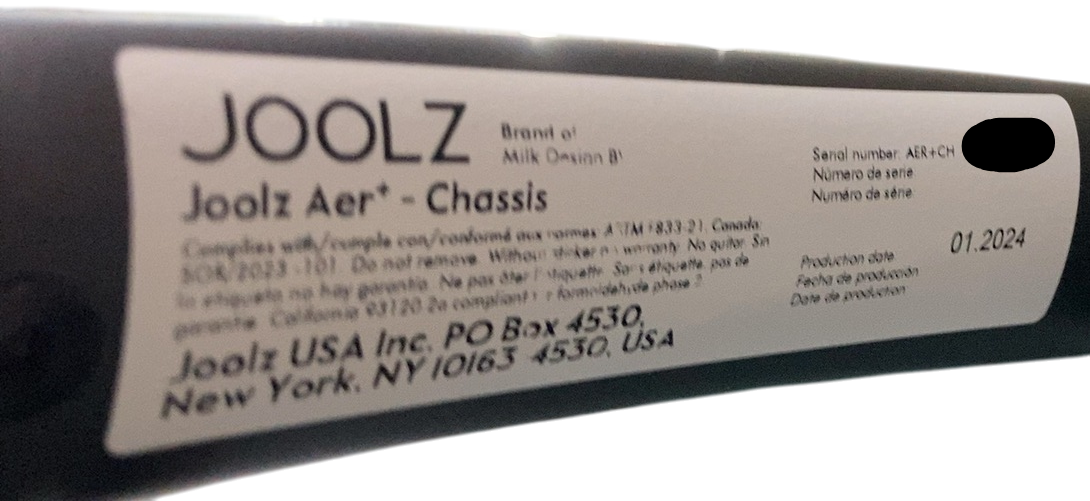 JOOLZ
Brand of
Milk Design B
Joolz Aer+ - Chassis
Complies with/cumple con/conformé aux normes ASTM F833-21. Canada:
SOR/2023-101. Do not remove. Without sticker no warranty. No quitar. Sin
la etiqueta no hay garantía. Ne pas ôter l'étiquette. Sans étiquette, pas de
garantie. California 93120.2a compliant for formaldehyde phase 2
Joolz USA Inc. PO Box 4530,
New York, NY 10163-4530, USA
Serial number: AER+CH
Número de serie
Numéro de série
01.2024
Production date
Fecha de producción
Date de production